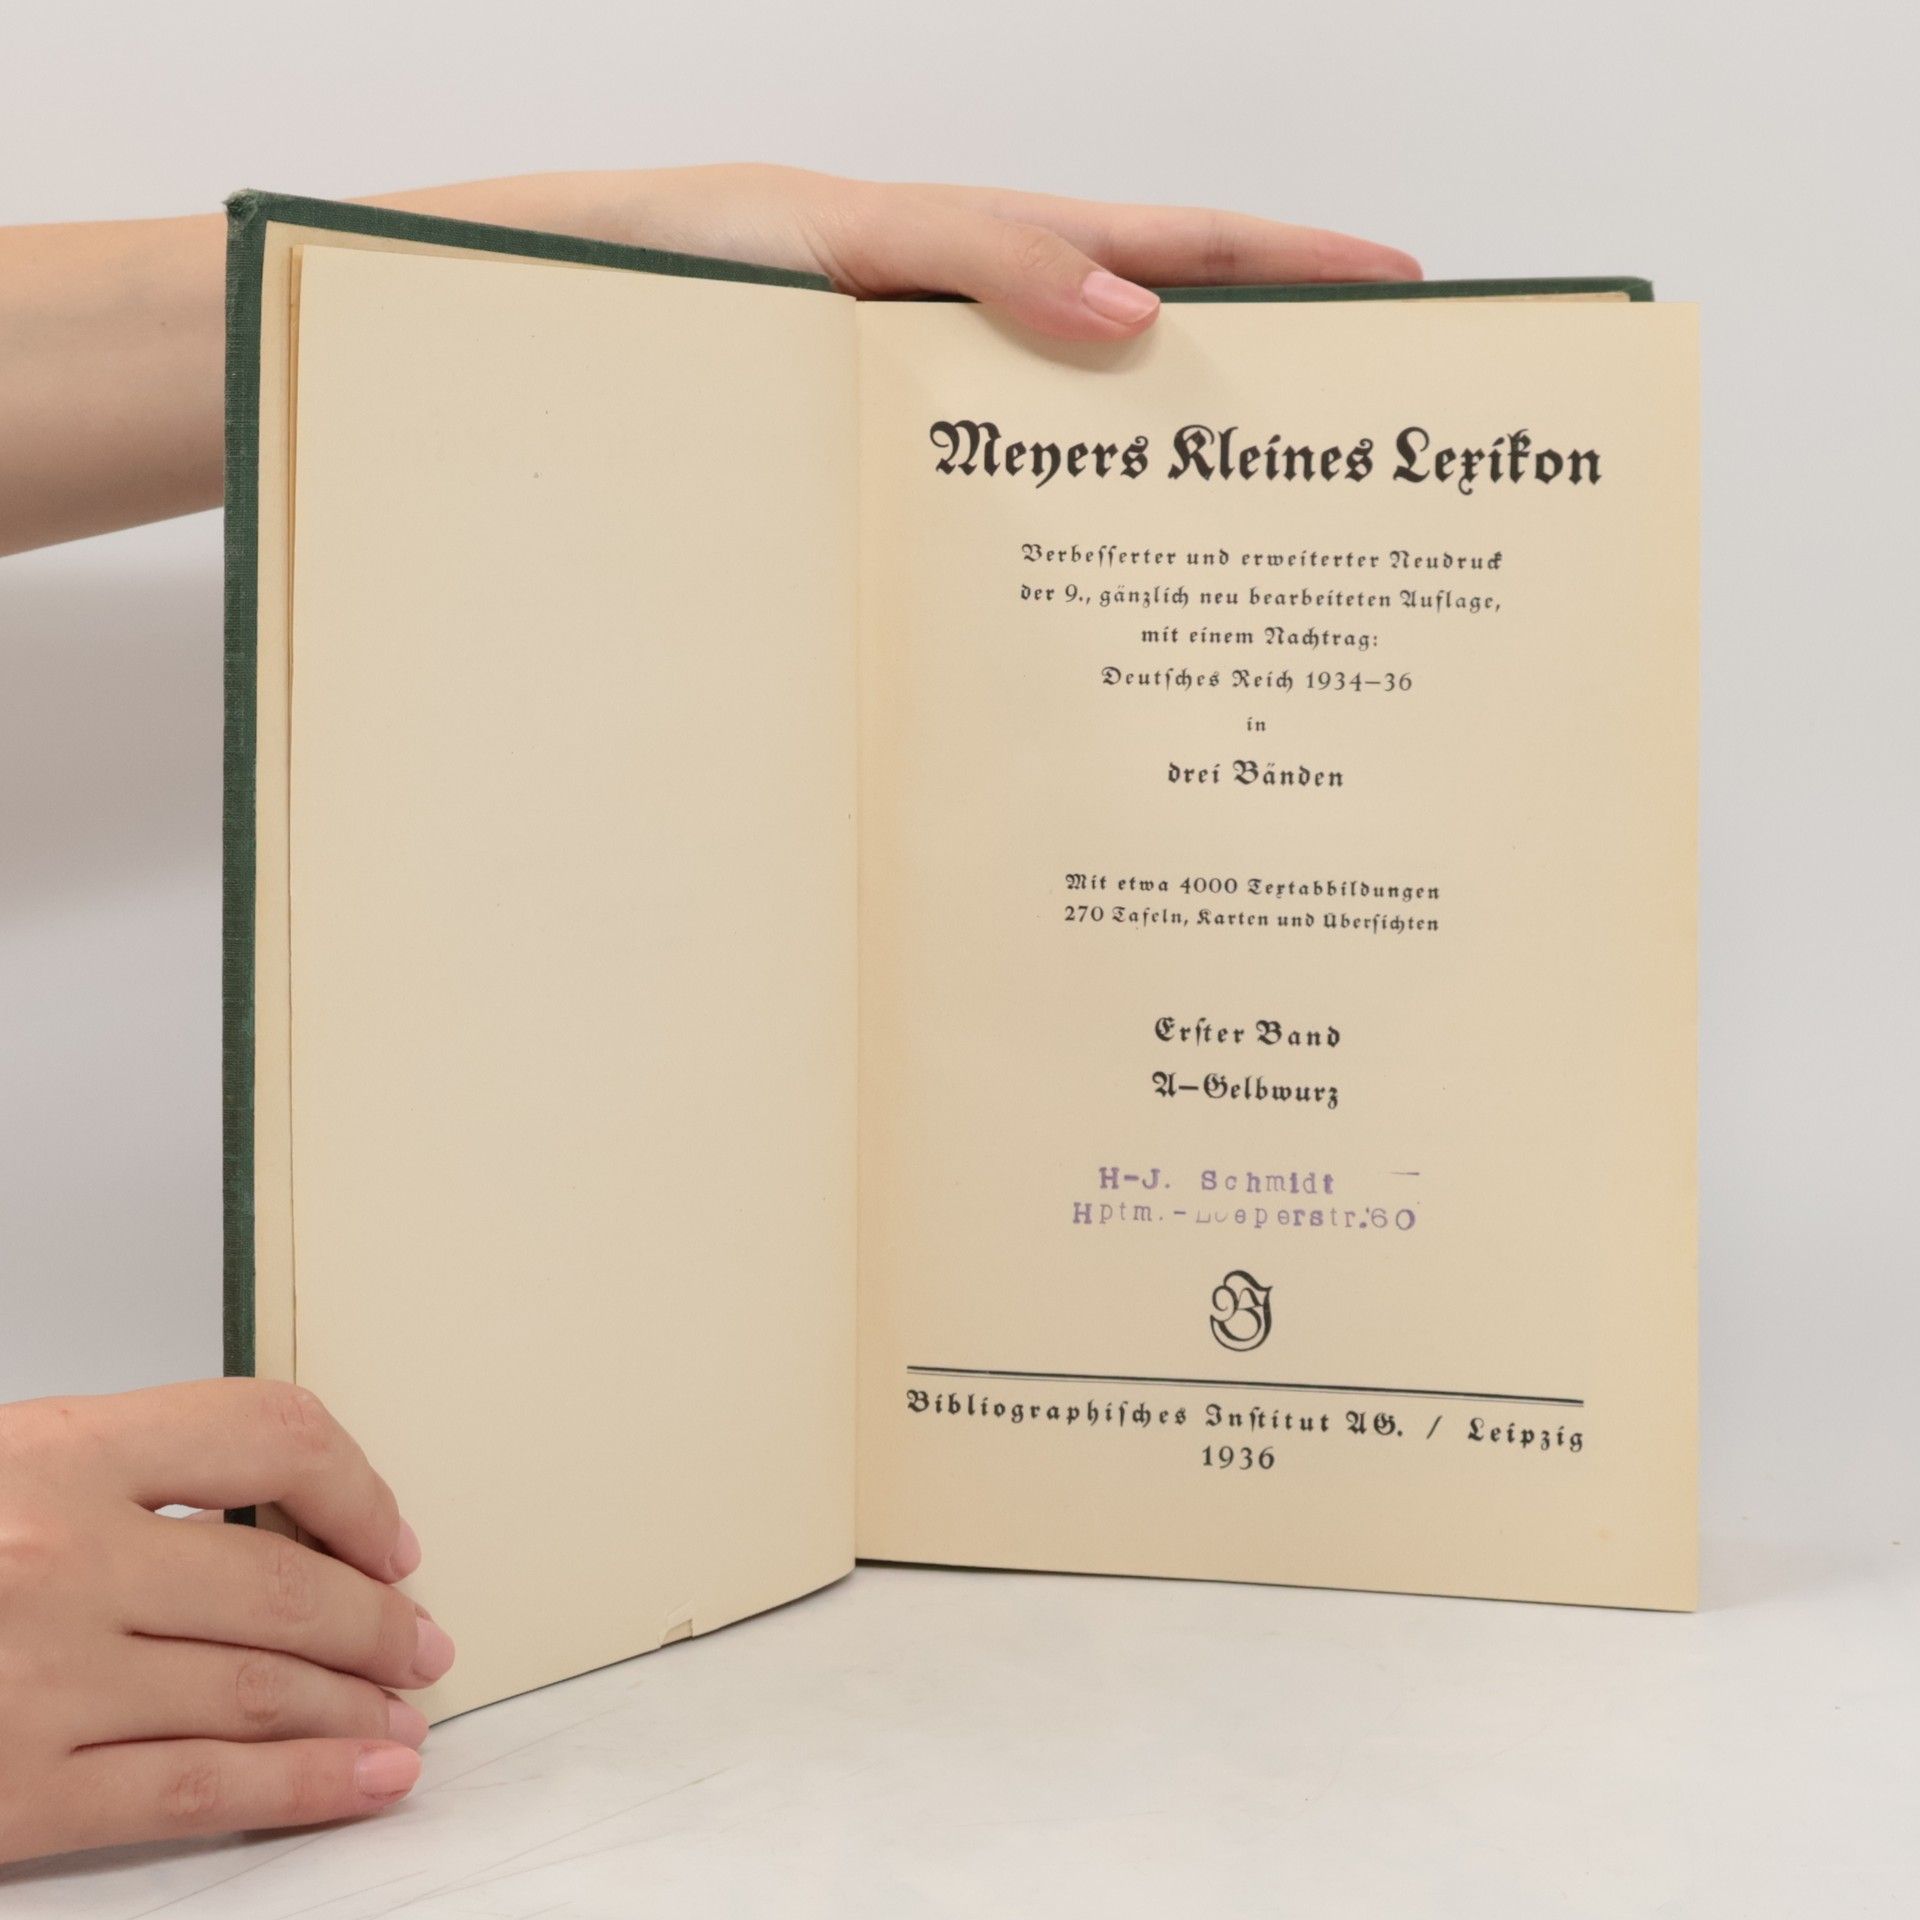 Meyers Kleines Lexikon
Verbeſſerter und erweiterter Neudruck
der 9., gänzlich neu bearbeiteten Auflage,
mit einem Nachtrag:
Deutſches Reich 1934–36
in
drei Bänden
Mit etwa 4000 Textabbildungen
270 Tafeln, Karten und Überſichten
Erſter Band
A–Gelbwurz
H-J. Schmidt
Hptm.- 60
BI
Bibliographiſches Inſtitut AG. / Leipzig
1936